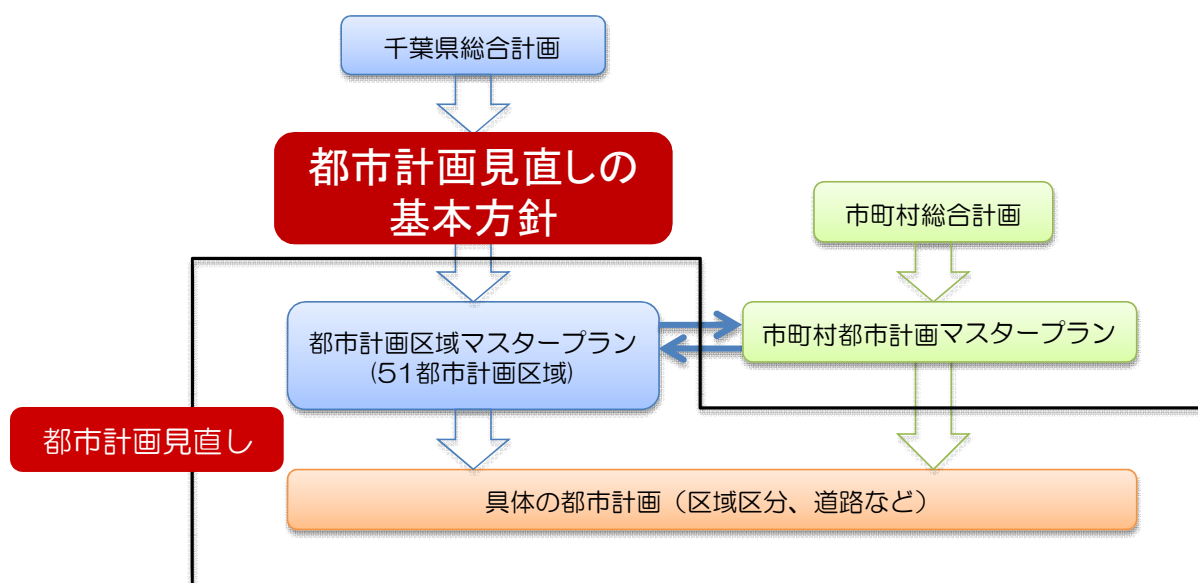 千葉県総合計画
都市計画見直しの
基本方針
市町村総合計画
都市計画区域マスタープラン
(51都市計画区域)
市町村都市計画マスタープラン
都市計画見直し
具体の都市計画（区域区分、道路など）